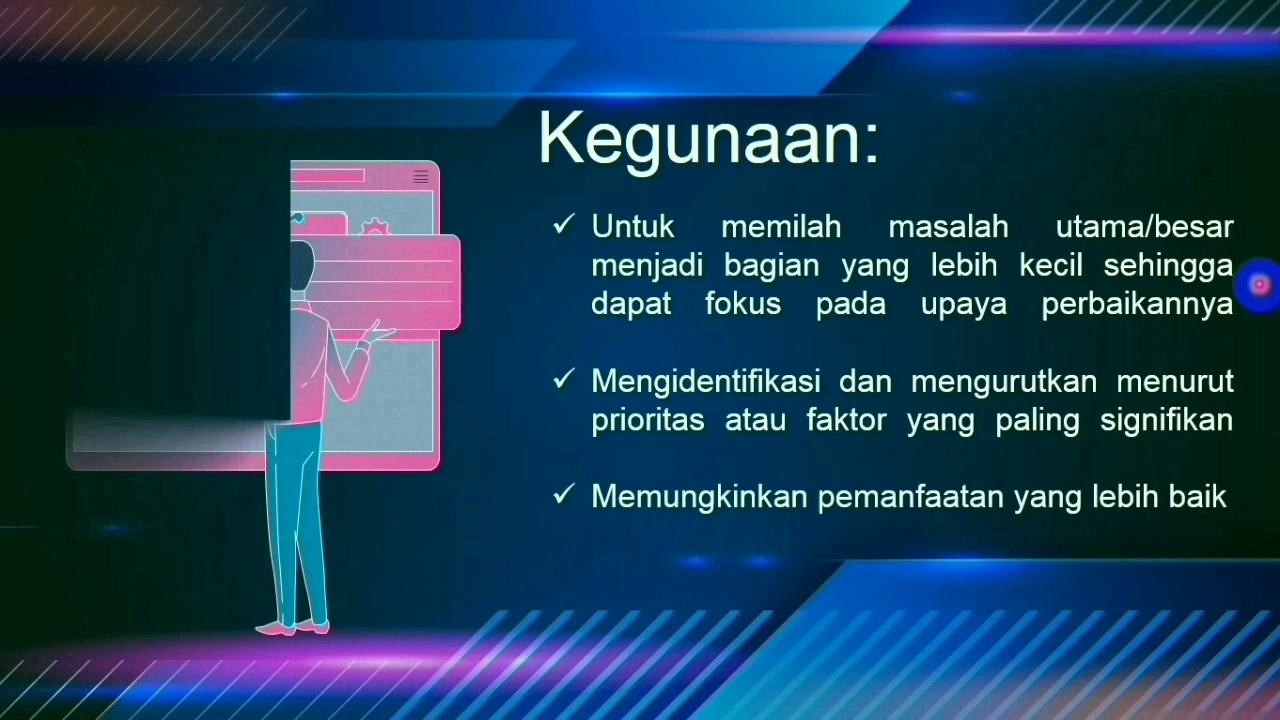 Kegunaan:
✓ Untuk memilah masalah utama/besar
menjadi bagian yang lebih kecil sehingga
dapat fokus pada upaya perbaikannya
✓ Mengidentifikasi dan mengurutkan menurut
prioritas atau faktor yang paling signifikan
✓ Memungkinkan pemanfaatan yang lebih baik